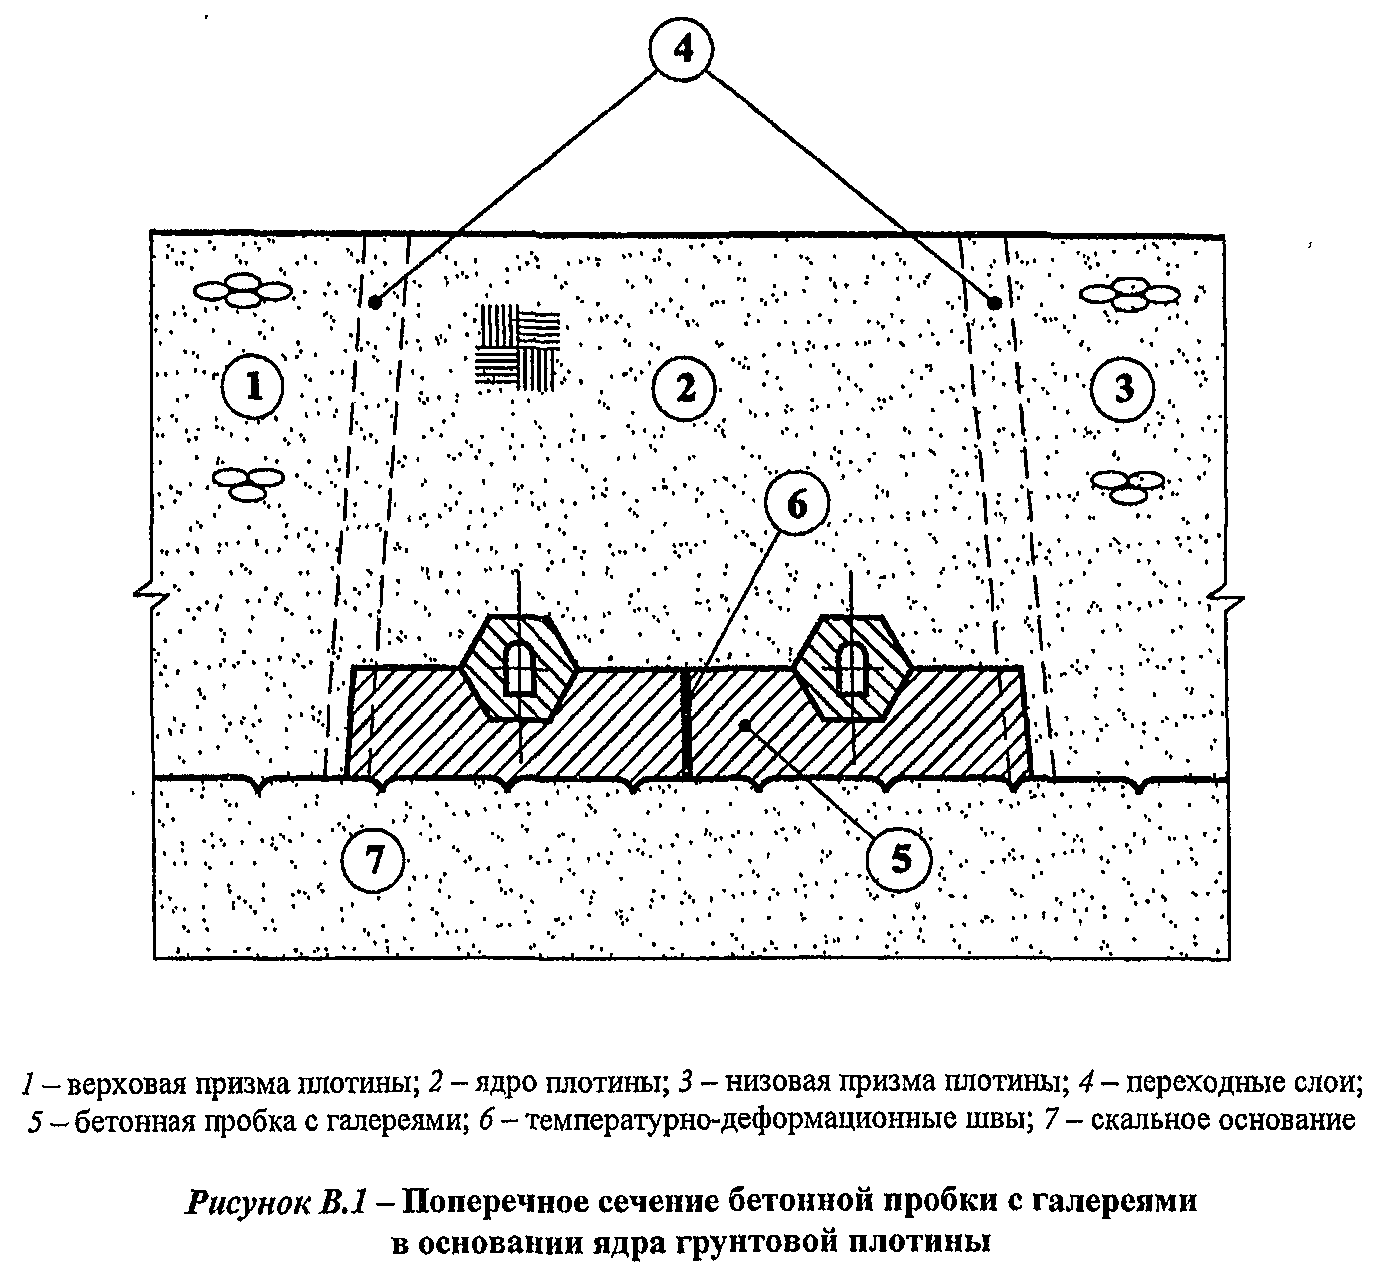 4
1
2
3
6
7
5
1 – верховая призма плотины; 2 – ядро плотины; 3 – низовая призма плотины; 4 – переходные слои;
5 – бетонная пробка с галереями; 6 – температурно-деформационные швы; 7 – скальное основание
Рисунок В.1 – Поперечное сечение бетонной пробки с галереями
в основании ядра грунтовой плотины